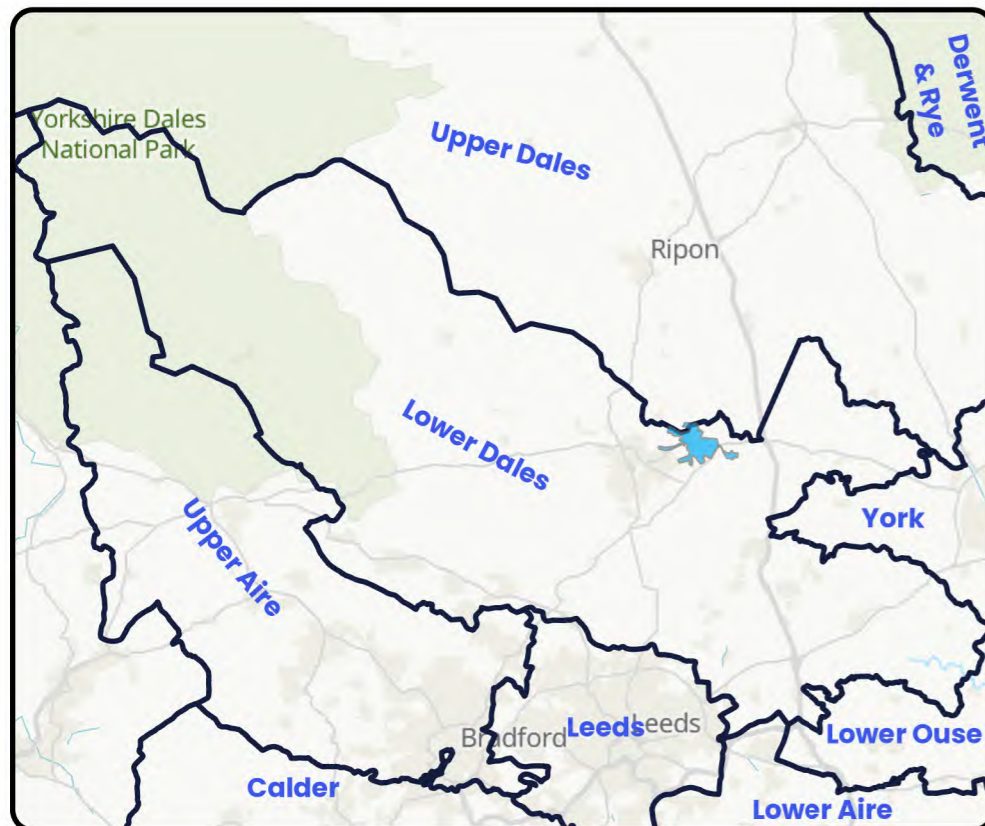 Derwent
& Rye
Yorkshire Dales
National Park
Upper Dales
Ripon
Lower Dales
Upper Aire
York
Bradford
Leeds
Leeds
Lower Ouse
Calder
Lower Aire